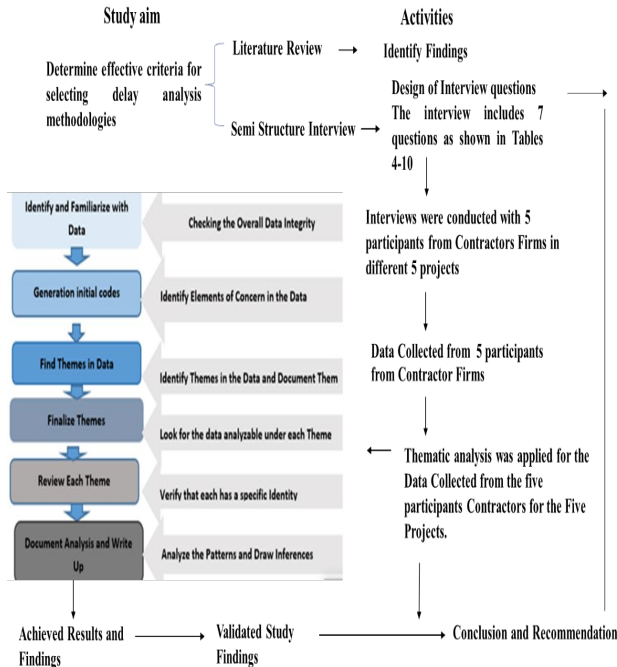 Study aim
Activities
Literature Review
Identify Findings
Determine effective criteria for
selecting delay analysis
methodologies
Semi Structure Interview
Design of Interview questions
The interview includes 7
questions as shown in Tables
4-10
Interviews were conducted with 5
participants from Contractors Firms in
different 5 projects
Data Collected from 5 participants
from Contractor Firms
Thematic analysis was applied for the
Data Collected from the five
participants Contractors for the Five
Projects.
Identify and Familiarize with
Data
Checking the Overall Data Integrity
Generation initial codes
Identify Elements of Concern in the Data
Find Themes in Data
Identify Themes in the Data and Document Them
Finalize Themes
Look for the data analyzable under each Theme
Review Each Theme
Verify that each has a specific Identity
Document Analysis and Write
Up
Analyze the Patterns and Draw Inferences
Achieved Results and
Findings
Validated Study
Findings
Conclusion and Recommendation